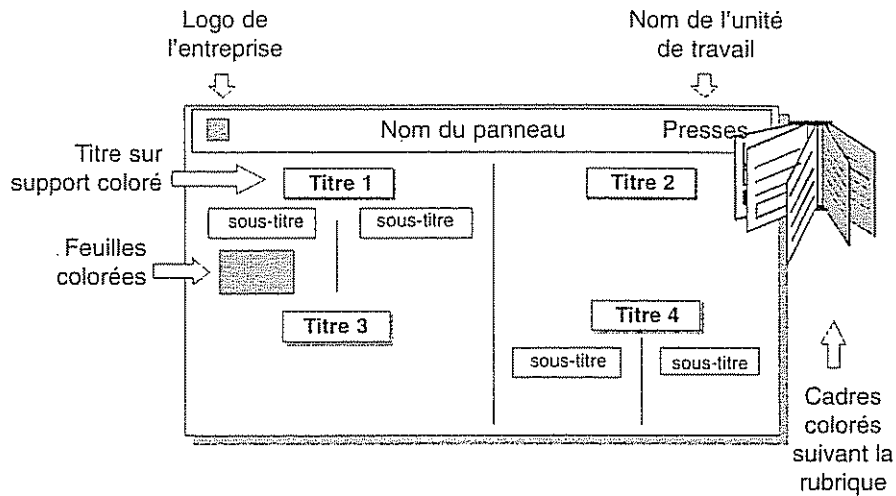 Logo de
l'entreprise
Nom de l'unité
de travail
Nom du panneau
Presses
Titre sur
support coloré
Titre 1
Titre 2
sous-titre
sous-titre
Feuilles
colorées
Titre 3
Titre 4
sous-titre
sous-titre
Cadres
colorés
suivant la
rubrique